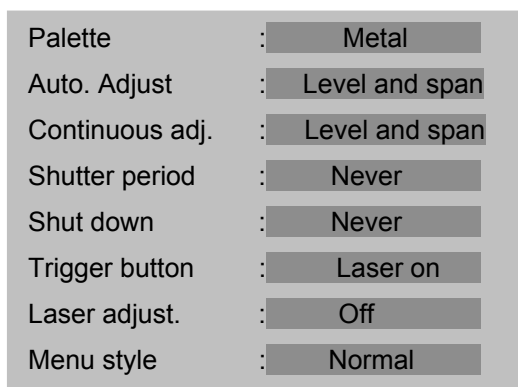 Palette : Metal
Auto. Adjust : Level and span
Continuous adj. : Level and span
Shutter period : Never
Shut down : Never
Trigger button : Laser on
Laser adjust. : Off
Menu style : Normal